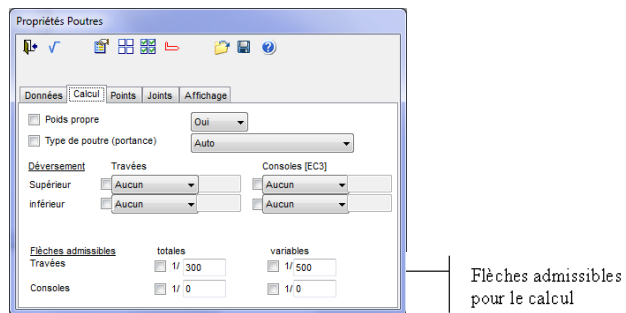 Propriétés Poutres
Données Calcul Points Joints Affichage
Poids propre Oui
Type de poutre (portance) Auto
Déversement Travées Consoles [EC3]
Supérieur Aucun Aucun
inférieur Aucun Aucun
Flèches admissibles totales variables
Travées 1/ 300 1/ 500
Consoles 1/ 0 1/ 0
Flèches admissibles
pour le calcul